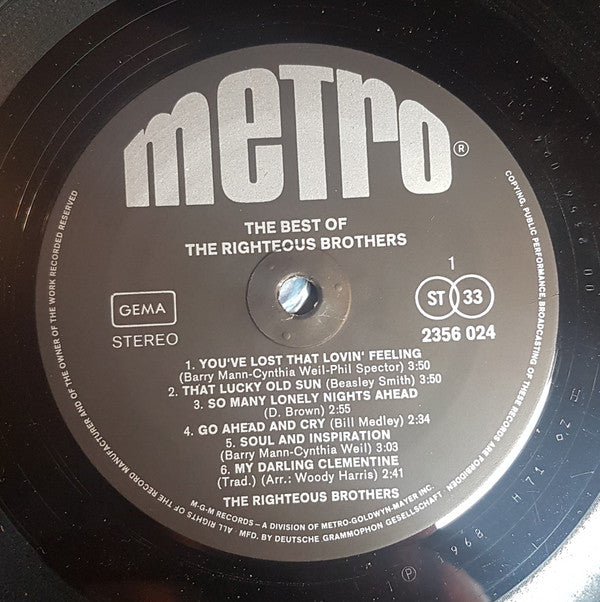 metro®
THE BEST OF
THE RIGHTEOUS BROTHERS
1
GEMA
ST 33
STEREO
2356 024
1. YOU'VE LOST THAT LOVIN' FEELING
(Barry Mann-Cynthia Weil-Phil Spector) 3:50
2. THAT LUCKY OLD SUN (Beasley Smith) 3:50
3. SO MANY LONELY NIGHTS AHEAD
(D. Brown) 2:55
4. GO AHEAD AND CRY (Bill Medley) 2:34
5. SOUL AND INSPIRATION
(Barry Mann-Cynthia Weil) 3:03
6. MY DARLING CLEMENTINE
(Trad.) (Arr.: Woody Harris) 2:41
THE RIGHTEOUS BROTHERS
M-G-M RECORDS – A DIVISION OF METRO-GOLDWYN-MAYER INC.
MFD. BY DEUTSCHE GRAMMOPHON GESELLSCHAFT
ALL RIGHTS OF THE RECORD MANUFACTURER AND OF THE OWNER OF THE WORK RECORDED RESERVED
COPYING, PUBLIC PERFORMANCE, BROADCASTING OF THESE RECORDS ARE FORBIDDEN
Ⓟ 1968
H 71